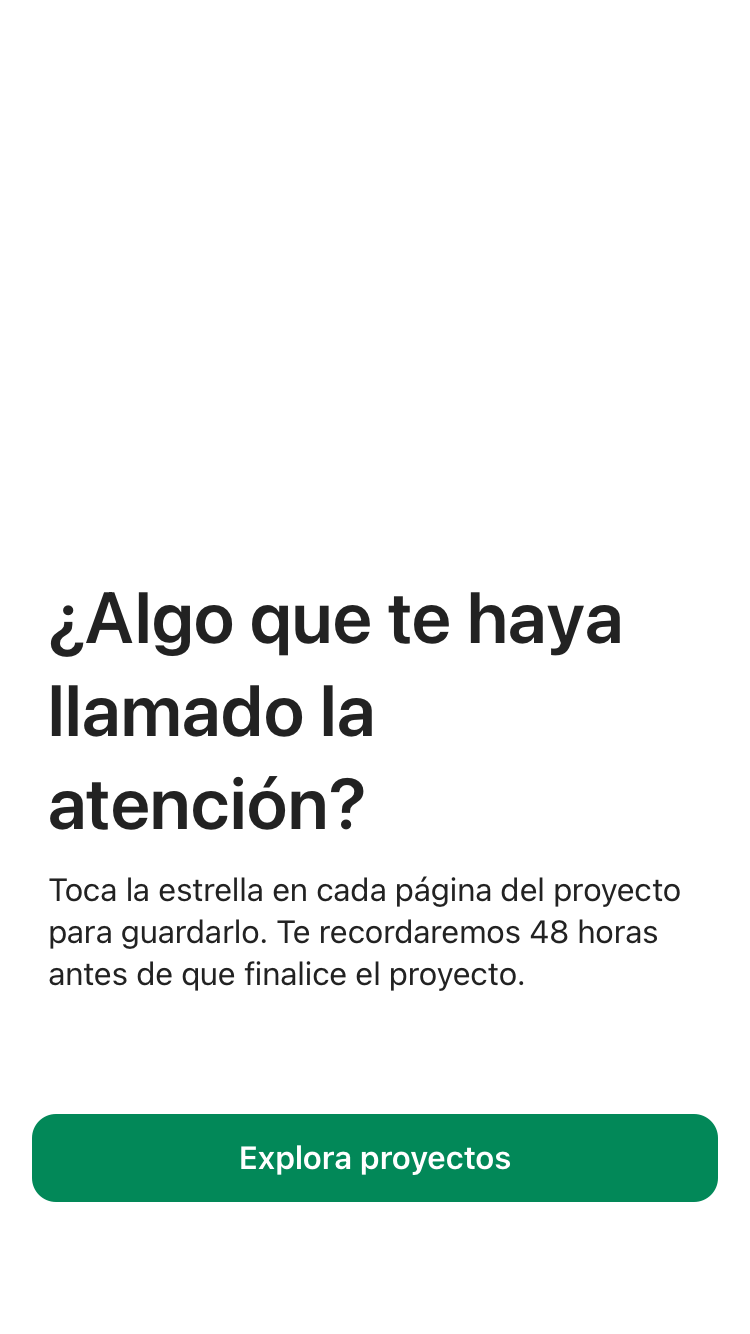 ¿Algo que te haya
llamado la
atención?
Toca la estrella en cada página del proyecto
para guardarlo. Te recordaremos 48 horas
antes de que finalice el proyecto.
Explora proyectos